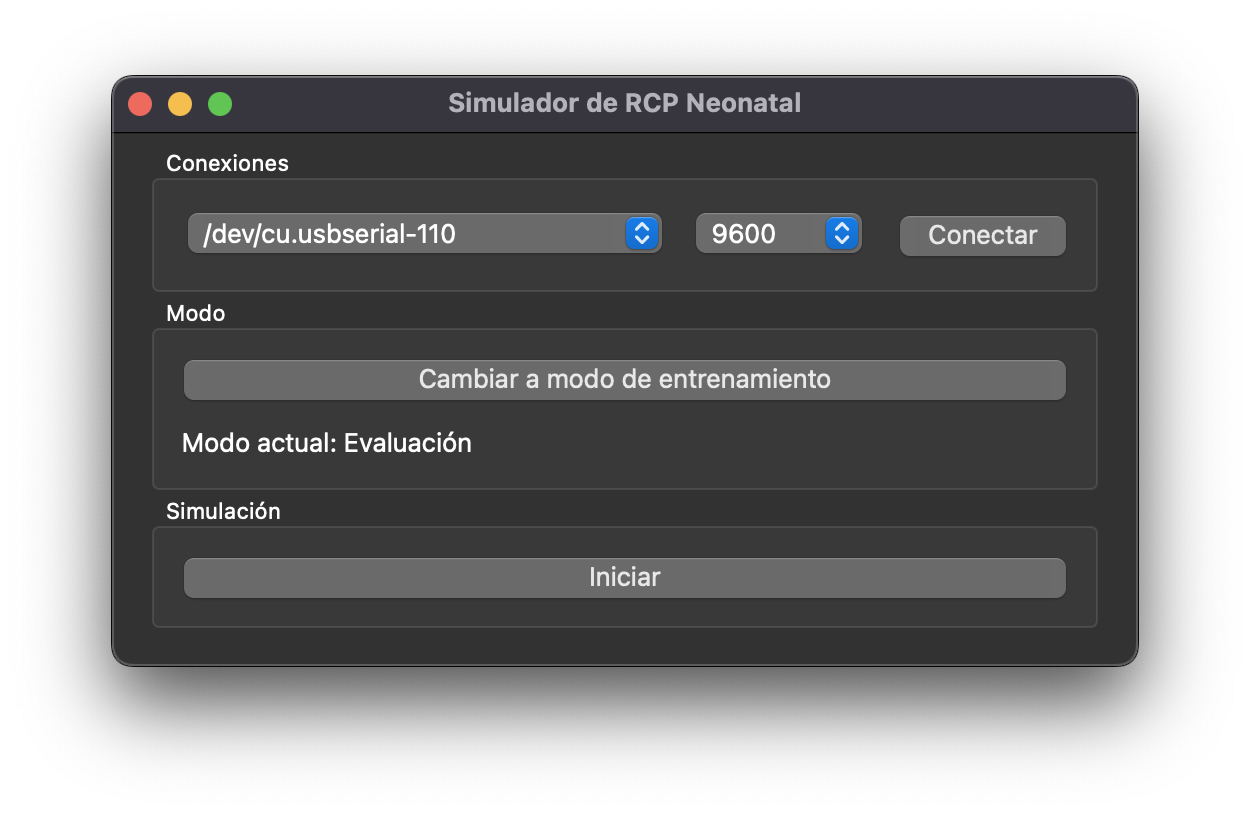 Simulador de RCP Neonatal
Conexiones
/dev/cu.usbserial-110 9600 Conectar
Modo
Cambiar a modo de entrenamiento
Modo actual: Evaluación
Simulación
Iniciar